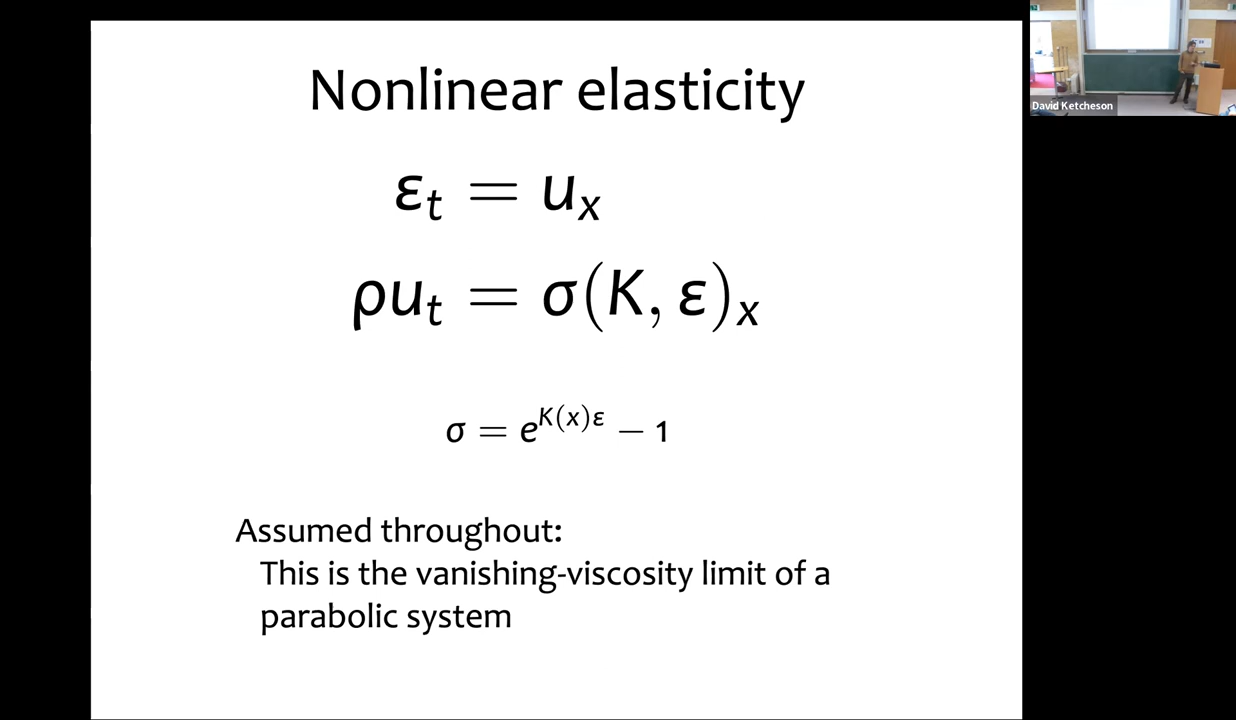 Nonlinear elasticity
εₜ = uₓ
ρuₜ = σ(K, ε)ₓ
σ = e^{K(x)ε} − 1
Assumed throughout:
This is the vanishing-viscosity limit of a
parabolic system
David Ketcheson